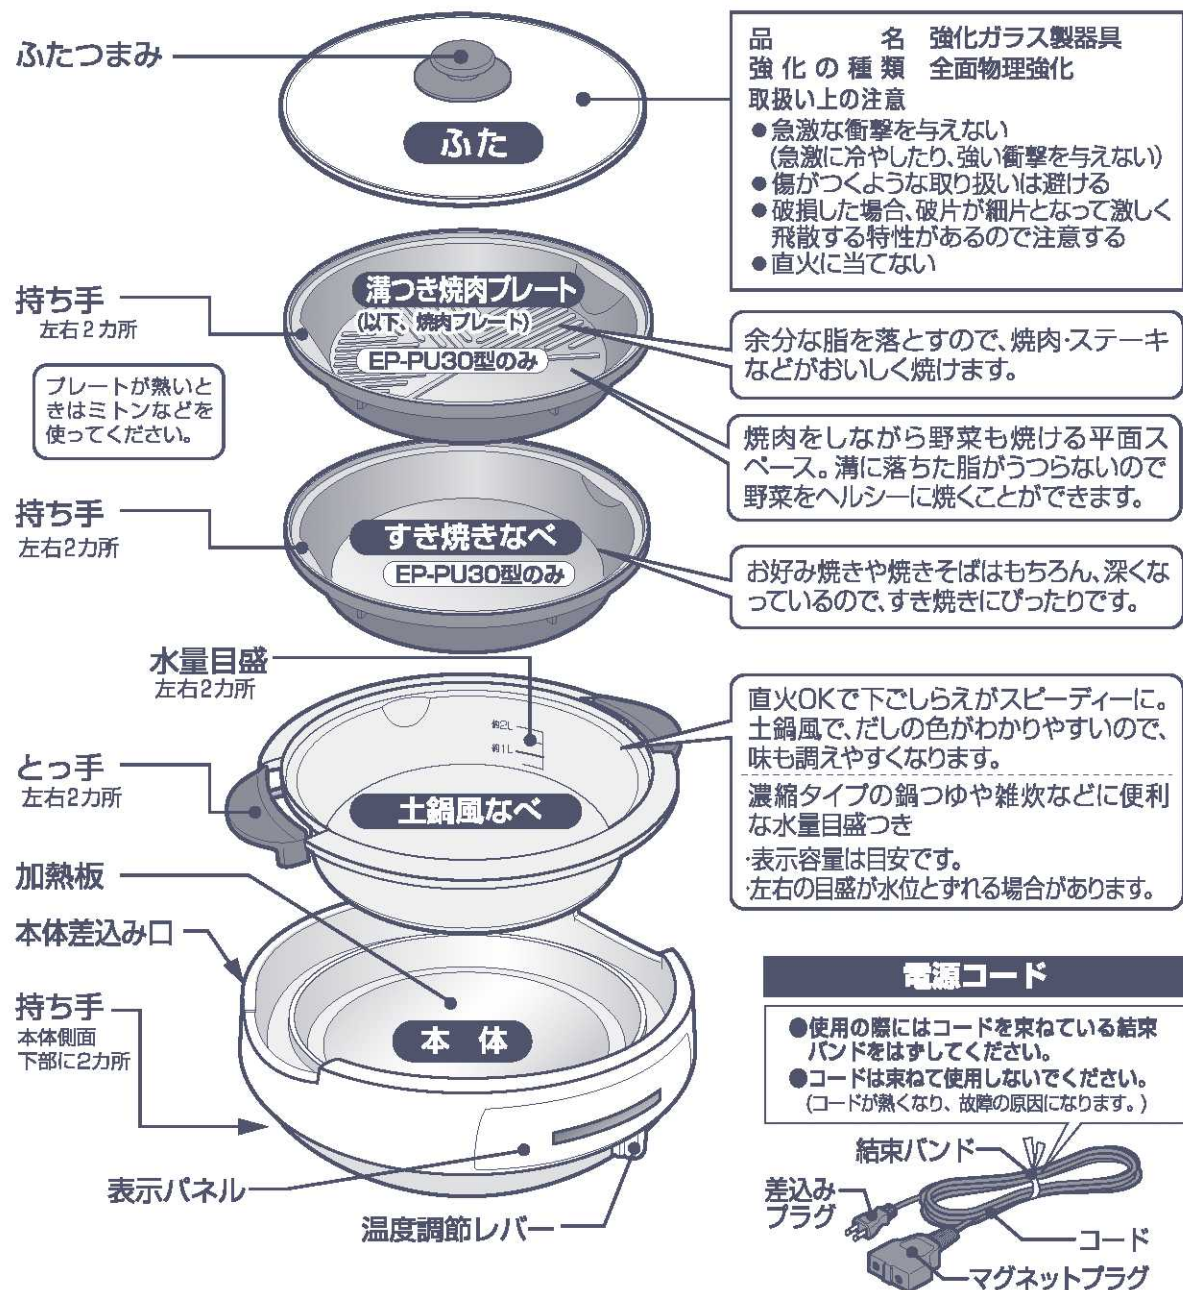 ふたつまみ
ふた
品名 強化ガラス製器具
強化の種類 全面物理強化
取扱い上の注意
●急激な衝撃を与えない
(急激に冷やしたり、強い衝撃を与えない)
●傷がつくような取り扱いは避ける
●破損した場合、破片が細片となって激しく
飛散する特性があるので注意する
●直火に当てない
持ち手
左右2カ所
プレートが熱いと
きはミトンなどを
使ってください。
溝つき焼肉プレート
(以下、焼肉プレート)
EP-PU30型のみ
余分な脂を落とすので、焼肉・ステーキ
などがおいしく焼けます。
焼肉をしながら野菜も焼ける平面ス
ペース。溝に落ちた脂がうつらないので
野菜をヘルシーに焼くことができます。
持ち手
左右2カ所
すき焼きなべ
EP-PU30型のみ
お好み焼きや焼きそばはもちろん、深くな
っているので、すき焼きにぴったりです。
水量目盛
左右2カ所
約2L
約1L
とっ手
左右2カ所
土鍋風なべ
直火OKで下ごしらえがスピーディーに。
土鍋風で、だしの色がわかりやすいので、
味も調えやすくなります。
濃縮タイプの鍋つゆや雑炊などに便利
な水量目盛つき
・表示容量は目安です。
・左右の目盛が水位とずれる場合があります。
加熱板
本体差込み口
持ち手
本体側面
下部に2カ所
本体
表示パネル
温度調節レバー
電源コード
●使用の際にはコードを束ねている結束
バンドをはずしてください。
●コードは束ねて使用しないでください。
(コードが熱くなり、故障の原因になります。)
結束バンド
差込み
プラグ
コード
マグネットプラグ